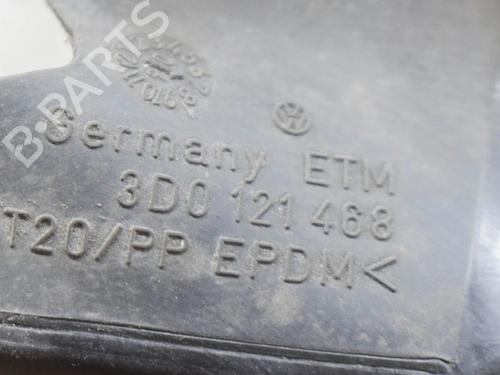 B-PARTS
Germany ETM
3D0 121 468
T20/PP EPDM<